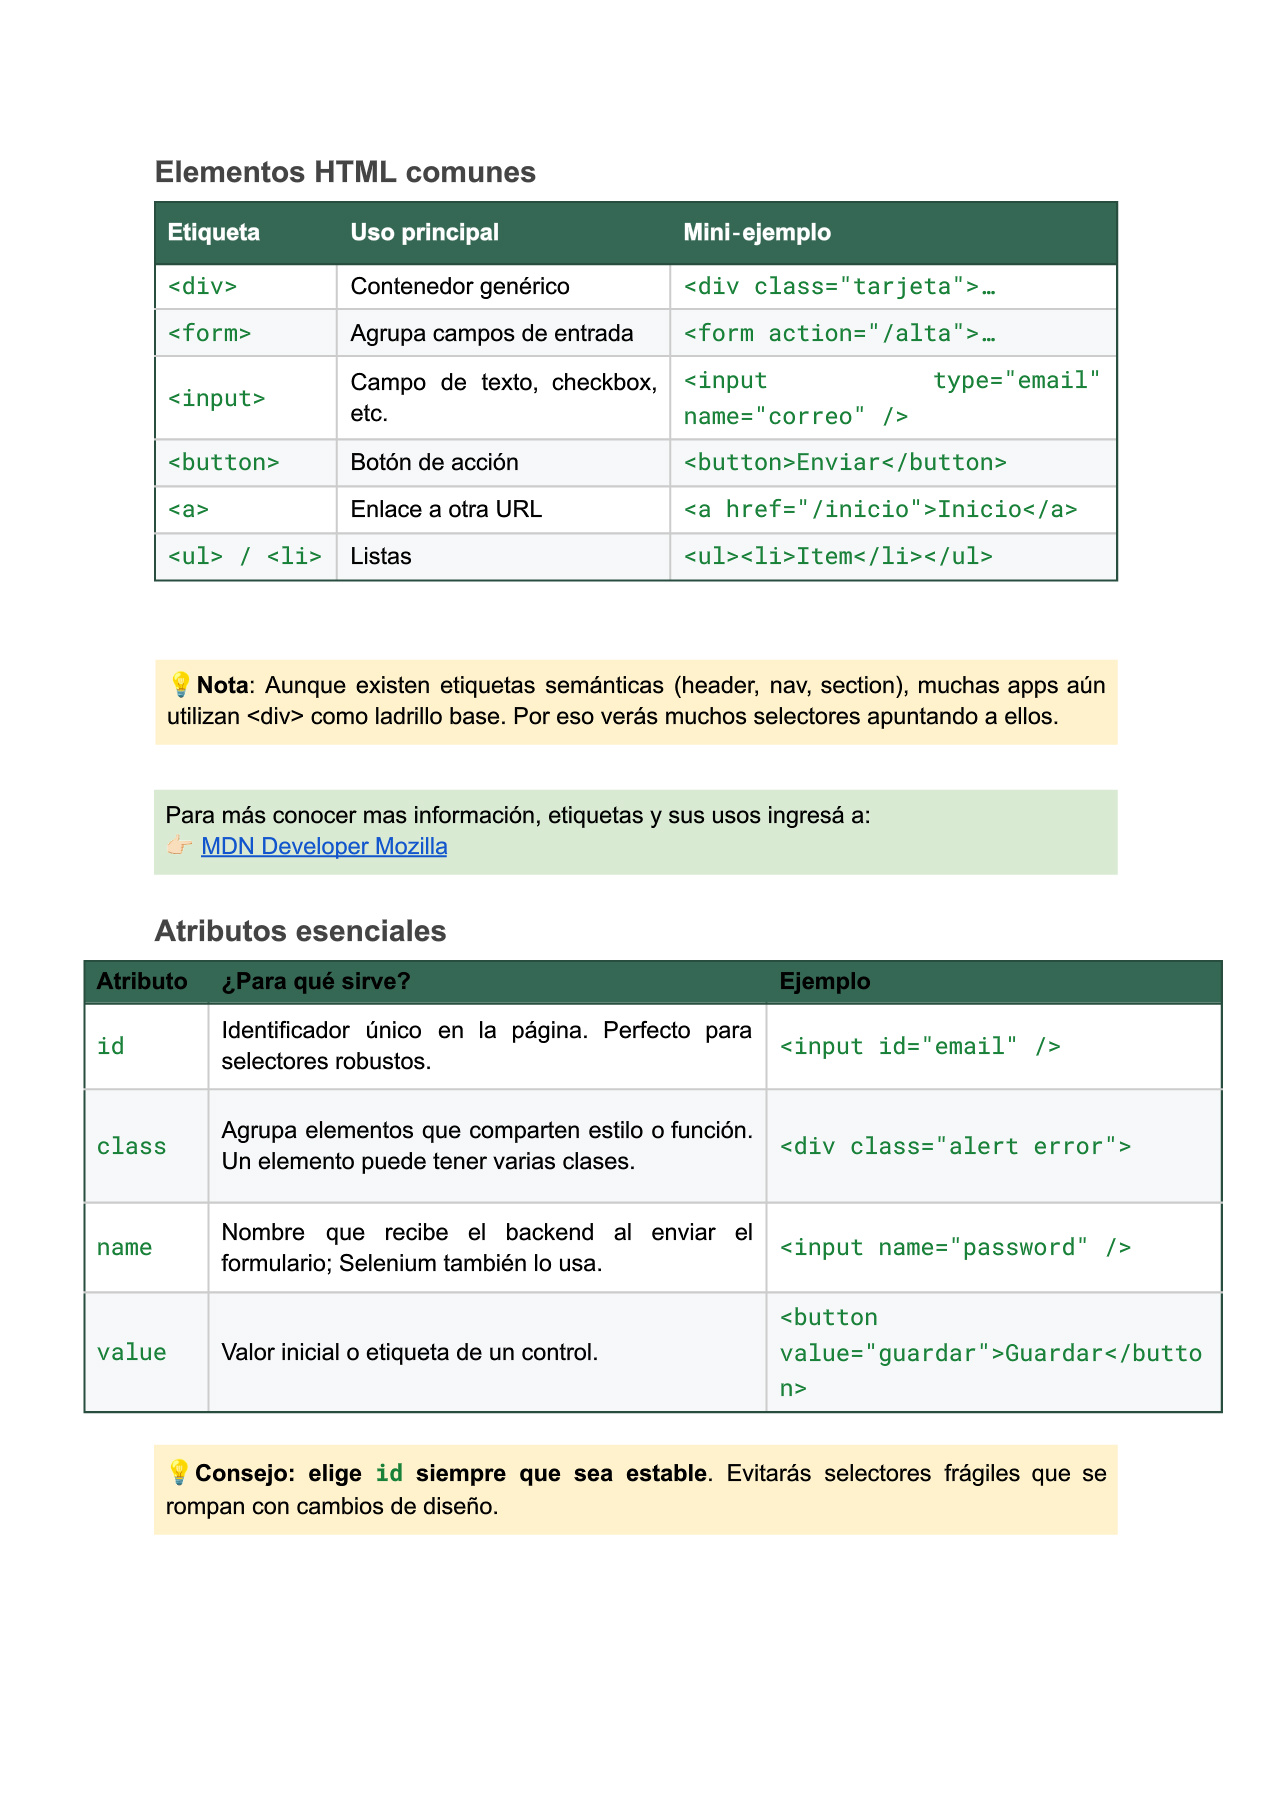 Elementos HTML comunes
Etiqueta Uso principal Mini-ejemplo
<div> Contenedor genérico <div class="tarjeta">…
<form> Agrupa campos de entrada <form action="/alta">…
<input> Campo de texto, checkbox, etc. <input type="email" name="correo" />
<button> Botón de acción <button>Enviar</button>
<a> Enlace a otra URL <a href="/inicio">Inicio</a>
<ul> / <li> Listas <ul><li>Item</li></ul>
💡Nota: Aunque existen etiquetas semánticas (header, nav, section), muchas apps aún
utilizan <div> como ladrillo base. Por eso verás muchos selectores apuntando a ellos.
Para más conocer mas información, etiquetas y sus usos ingresá a:
👉🏻 MDN Developer Mozilla
Atributos esenciales
Atributo ¿Para qué sirve? Ejemplo
id Identificador único en la página. Perfecto para selectores robustos. <input id="email" />
class Agrupa elementos que comparten estilo o función. Un elemento puede tener varias clases. <div class="alert error">
name Nombre que recibe el backend al enviar el formulario; Selenium también lo usa. <input name="password" />
value Valor inicial o etiqueta de un control. <button value="guardar">Guardar</button>
💡Consejo: elige id siempre que sea estable. Evitarás selectores frágiles que se
rompan con cambios de diseño.